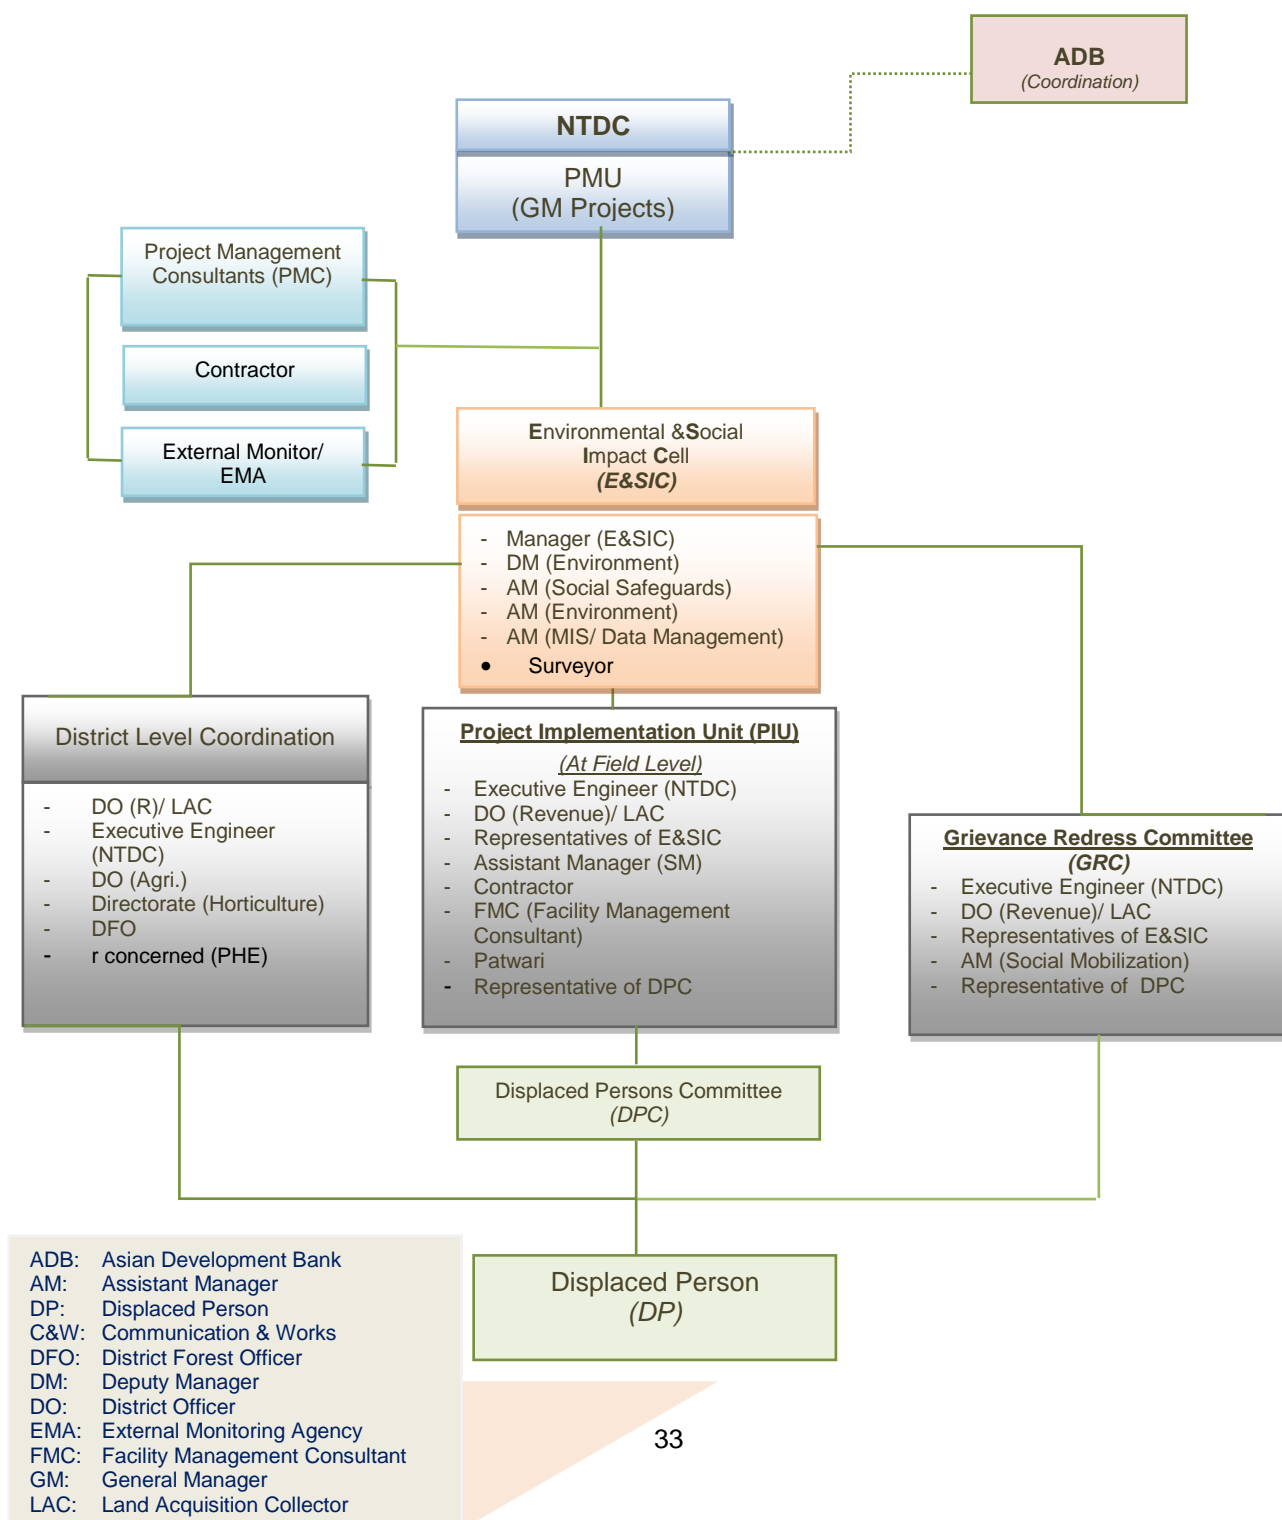 ADB
(Coordination)
NTDC
PMU
(GM Projects)
Project Management
Consultants (PMC)
Contractor
External Monitor/
EMA
Environmental &Social
Impact Cell
(E&SIC)
- Manager (E&SIC)
- DM (Environment)
- AM (Social Safeguards)
- AM (Environment)
- AM (MIS/ Data Management)
• Surveyor
District Level Coordination
- DO (R)/ LAC
- Executive Engineer
(NTDC)
- DO (Agri.)
- Directorate (Horticulture)
- DFO
- r concerned (PHE)
Project Implementation Unit (PIU)
(At Field Level)
- Executive Engineer (NTDC)
- DO (Revenue)/ LAC
- Representatives of E&SIC
- Assistant Manager (SM)
- Contractor
- FMC (Facility Management
Consultant)
- Patwari
- Representative of DPC
Grievance Redress Committee
(GRC)
- Executive Engineer (NTDC)
- DO (Revenue)/ LAC
- Representatives of E&SIC
- AM (Social Mobilization)
- Representative of DPC
Displaced Persons Committee
(DPC)
Displaced Person
(DP)
ADB: Asian Development Bank
AM: Assistant Manager
DP: Displaced Person
C&W: Communication & Works
DFO: District Forest Officer
DM: Deputy Manager
DO: District Officer
EMA: External Monitoring Agency
FMC: Facility Management Consultant
GM: General Manager
LAC: Land Acquisition Collector
33